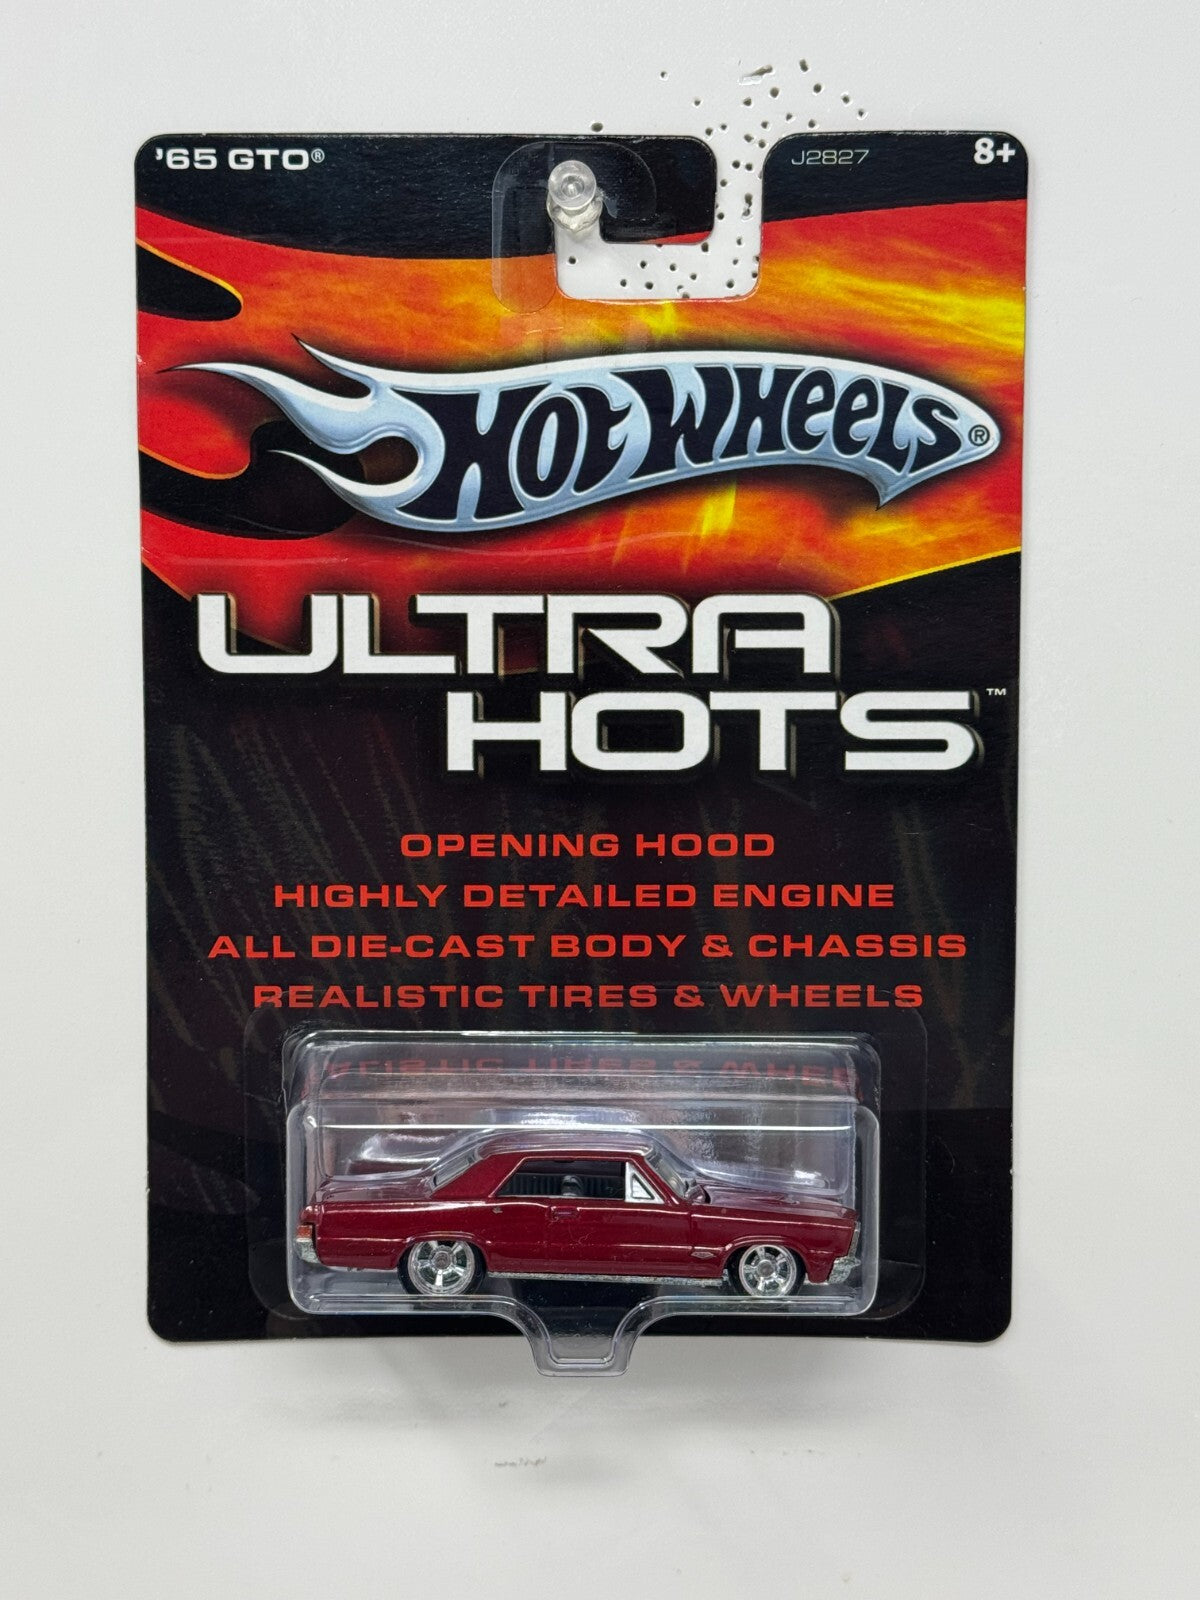 '65 GTO®
J2827
8+
HOT WHEELS®
ULTRA
HOTS™
OPENING HOOD
HIGHLY DETAILED ENGINE
ALL DIE-CAST BODY & CHASSIS
REALISTIC TIRES & WHEELS